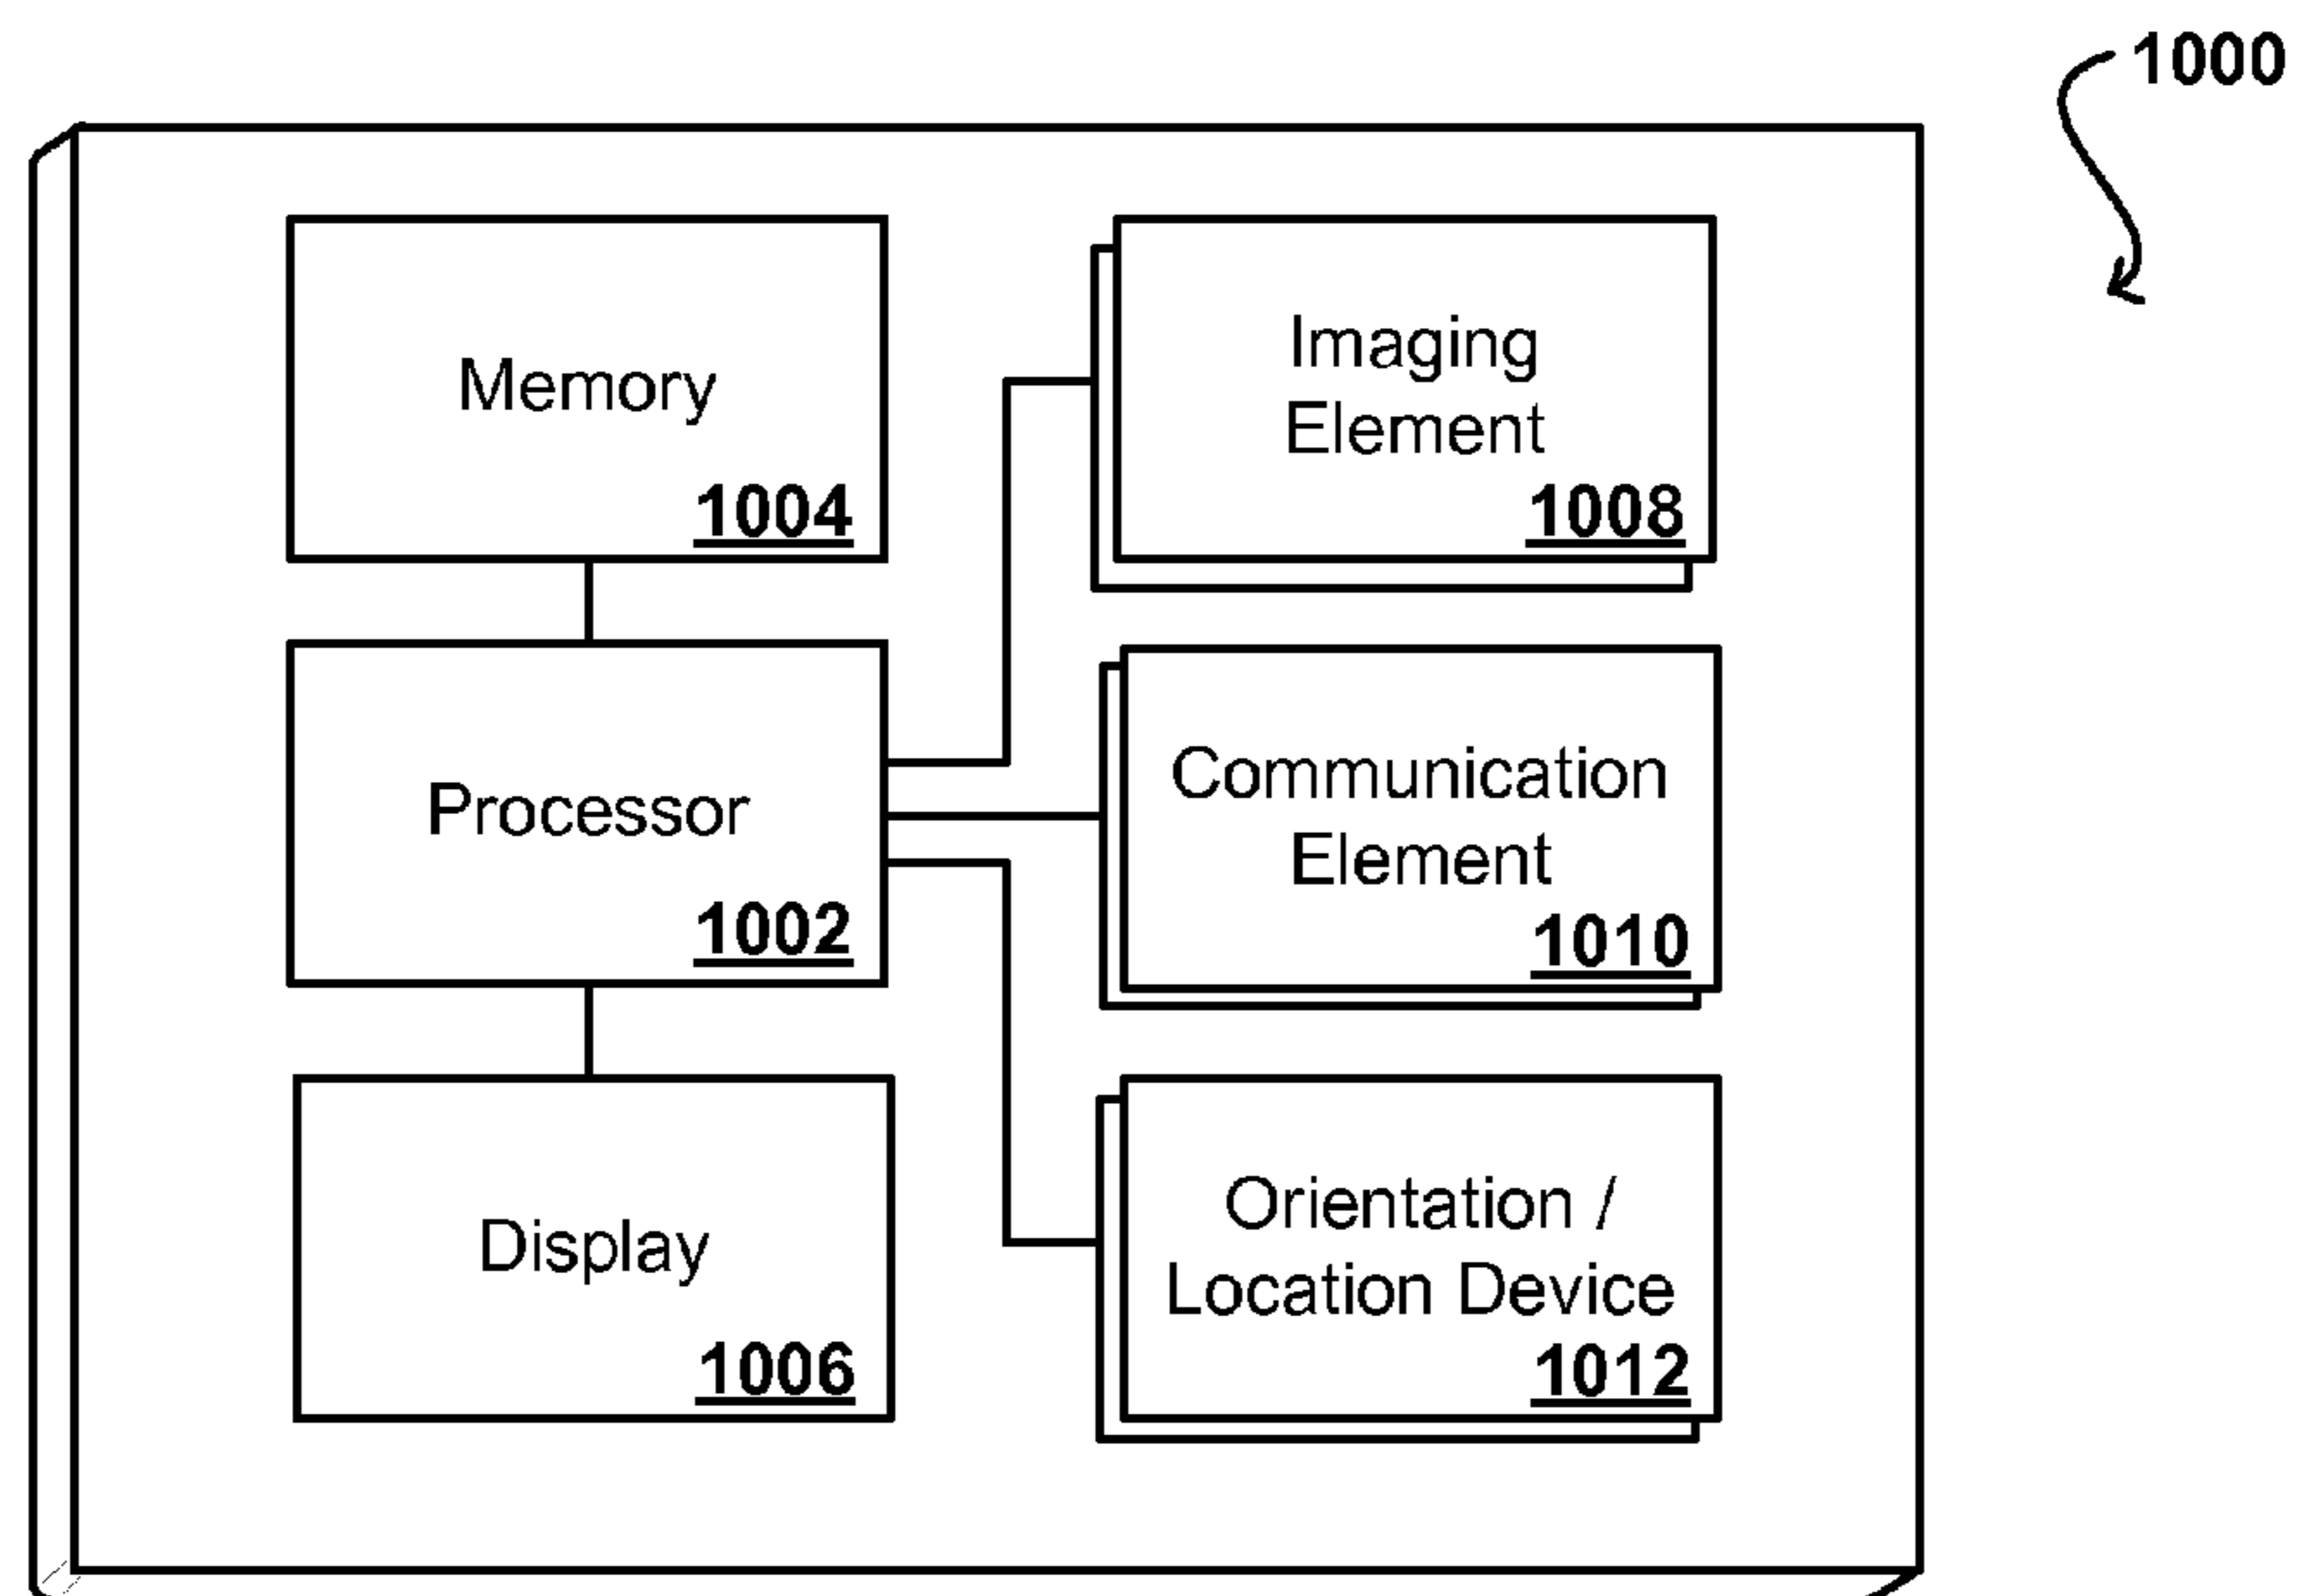 1000
Memory
1004
Imaging
Element
1008
Processor
1002
Communication
Element
1010
Display
1006
Orientation /
Location Device
1012